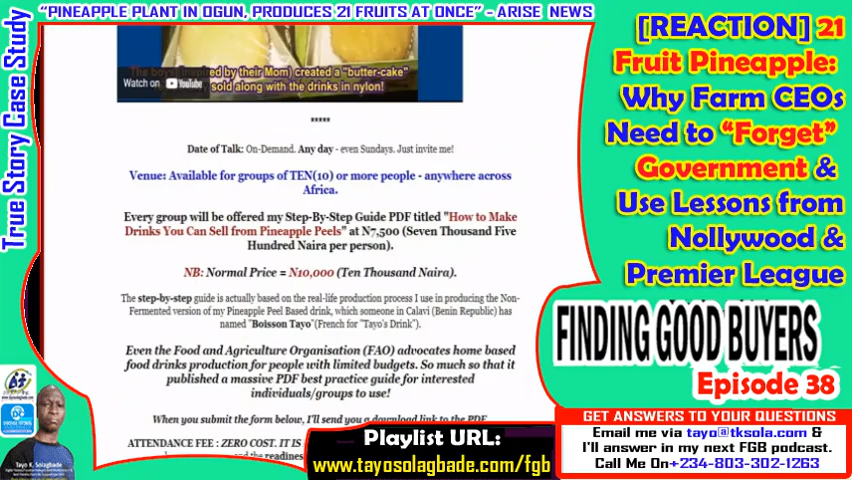 "PINEAPPLE PLANT IN OGUN, PRODUCES 21 FRUITS AT ONCE" - ARISE NEWS
True Story Case Study
The boys (inspired by their Mom) created a "butter-cake"
sold along with the drinks in nylon!
Watch on YouTube
*****
Date of Talk: On-Demand. Any day - even Sundays. Just invite me!
Venue: Available for groups of TEN(10) or more people - anywhere across
Africa.
Every group will be offered my Step-By-Step Guide PDF titled "How to Make
Drinks You Can Sell from Pineapple Peels" at N7,500 (Seven Thousand Five
Hundred Naira per person).
NB: Normal Price = N10,000 (Ten Thousand Naira).
The step-by-step guide is actually based on the real-life production process I use in producing the Non-
Fermented version of my Pineapple Peel Based drink, which someone in Calavi (Benin Republic) has
named "Boisson Tayo"(French for "Tayo's Drink").
Even the Food and Agriculture Organisation (FAO) advocates home based
food drinks production for people with limited budgets. So much so that it
published a massive PDF best practice guide for interested
individuals/groups to use!
When you submit the form below, I'll send you a download link to the PDF
ATTENDANCE FEE : ZERO COST. IT IS
and the readiness
[REACTION] 21
Fruit Pineapple:
Why Farm CEOs
Need to "Forget"
Government &
Use Lessons from
Nollywood &
Premier League
FINDING GOOD BUYERS
Episode 38
GET ANSWERS TO YOUR QUESTIONS
Email me via tayo@tksola.com &
I'll answer in my next FGB podcast.
Call Me On+234-803-302-1263
Playlist URL:
www.tayosolagbade.com/fgb
Tayo K. Solagbade